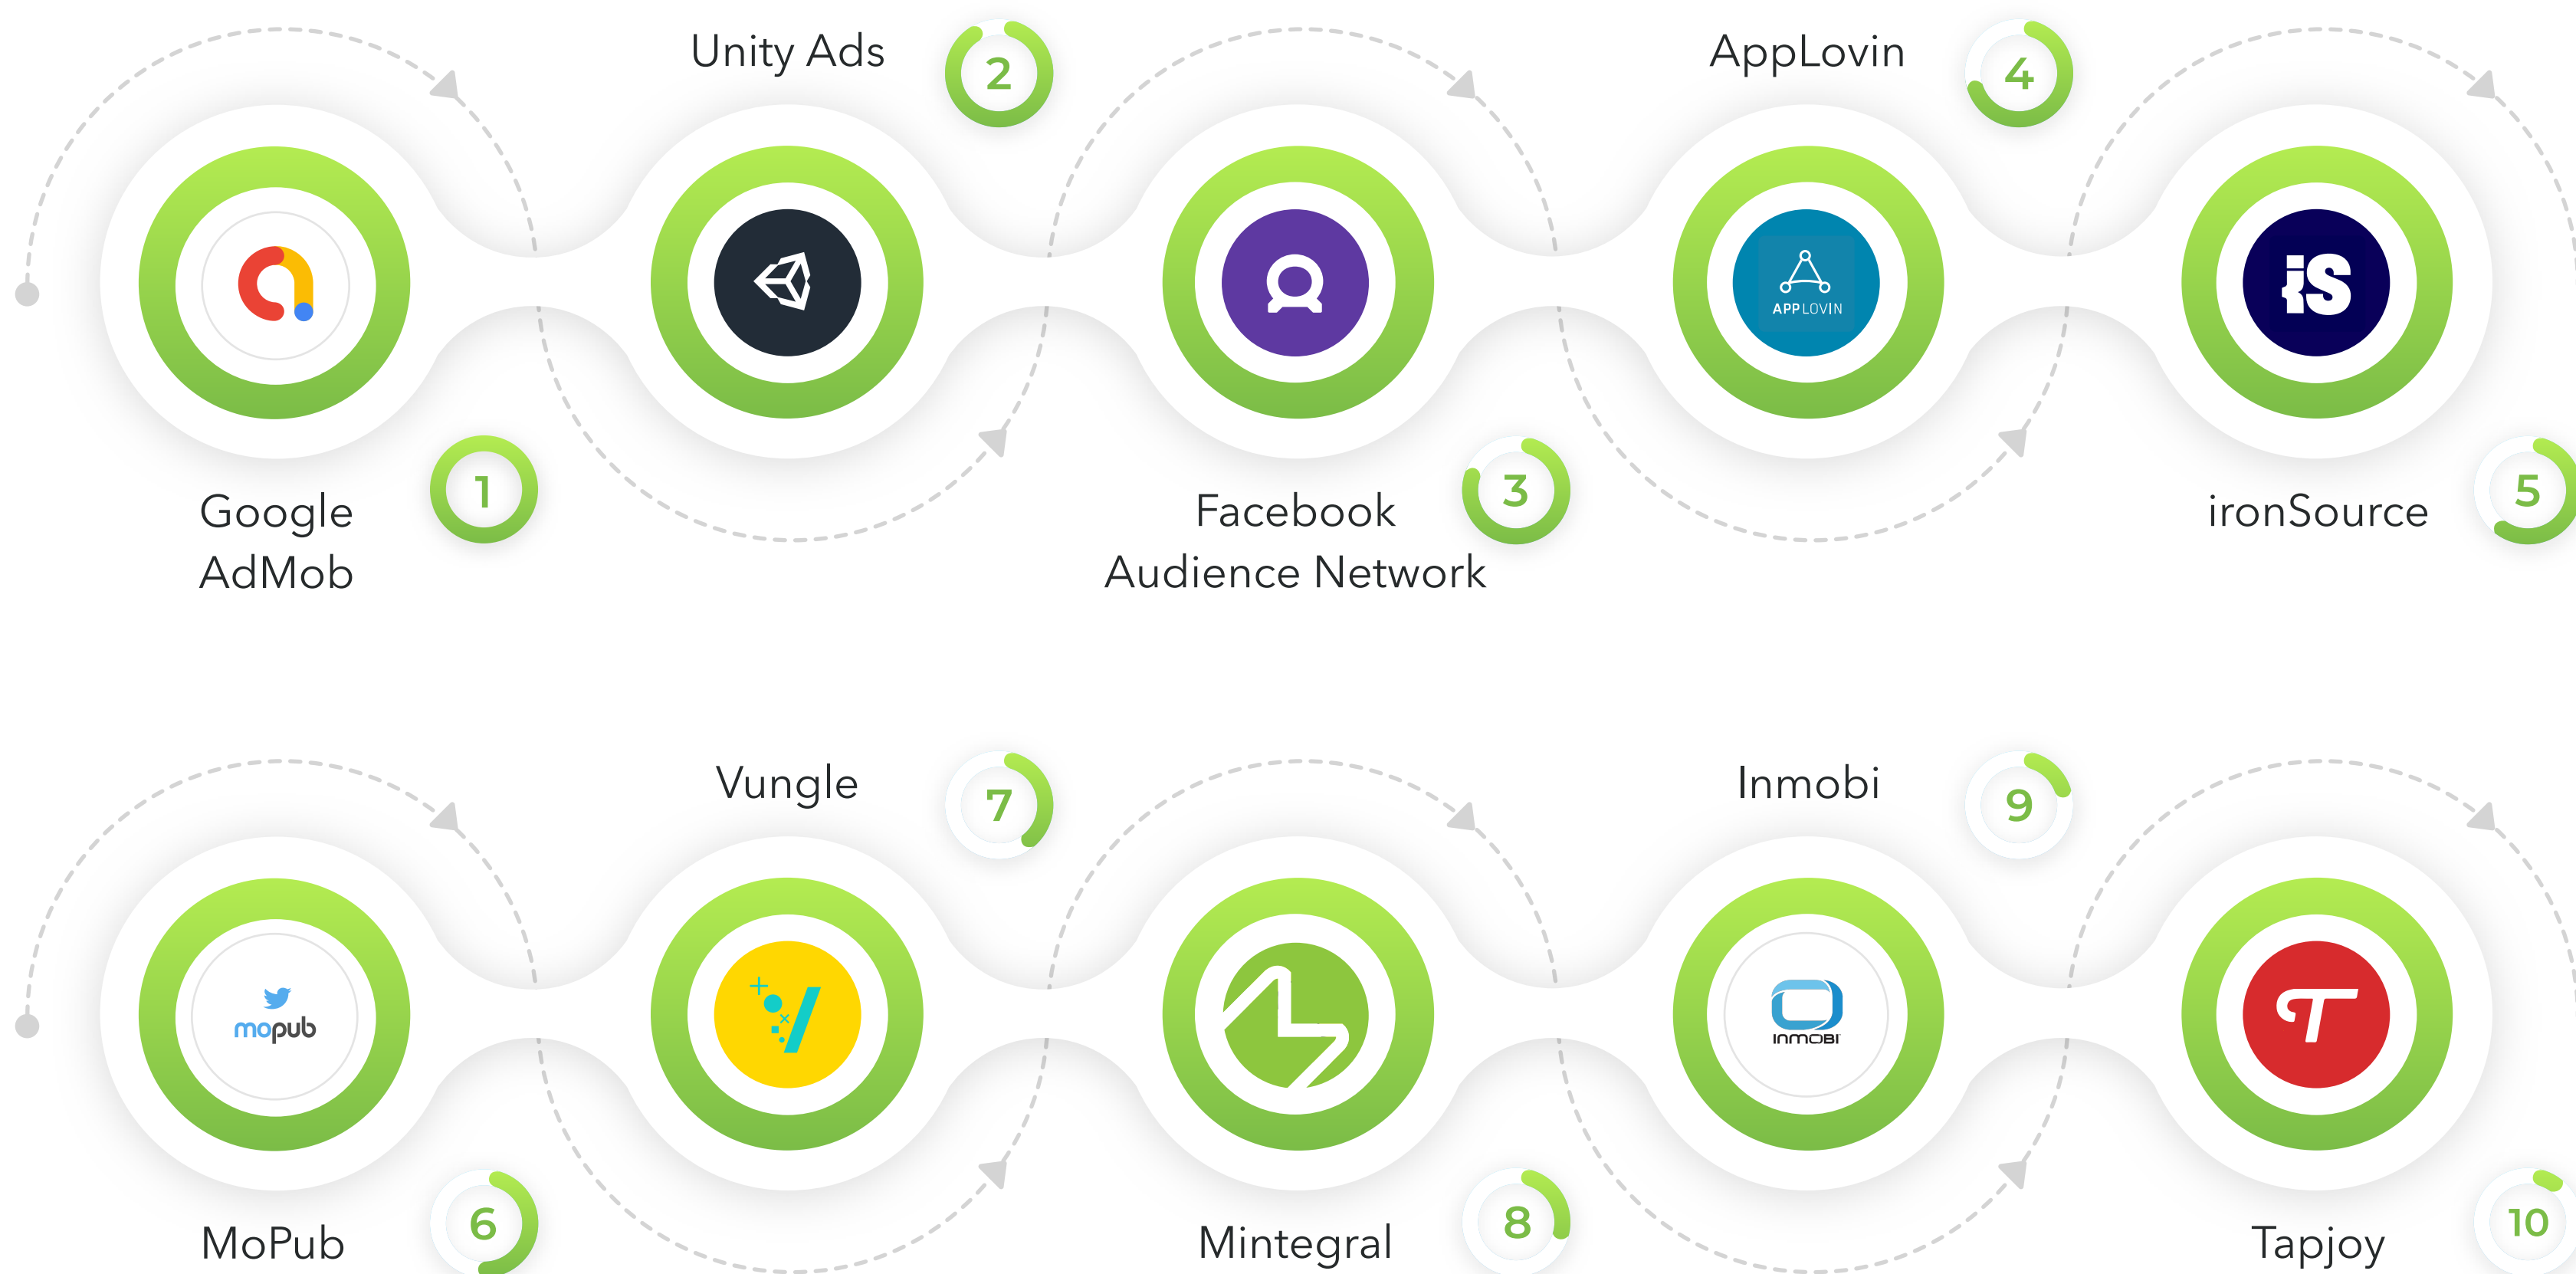 Google
AdMob
1
Unity Ads
2
Facebook
Audience Network
3
AppLovin
4
APPLOVIN
ironSource
5
iS
MoPub
6
mopub
Vungle
7
Mintegral
8
Inmobi
9
INMOBI
Tapjoy
10